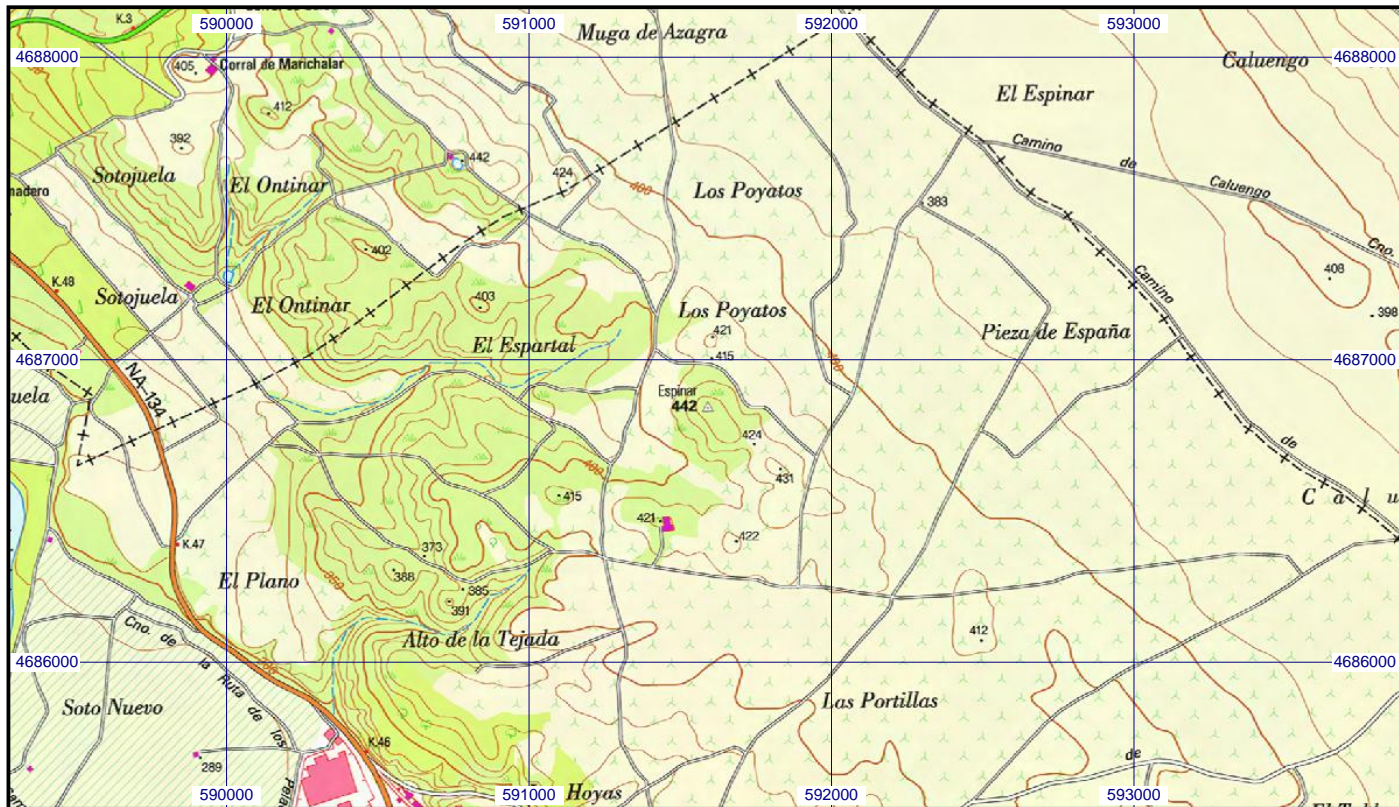 590000
591000
592000
593000
K.3
Muga de Azagra
4688000
405
Corral de Marichalar
Caluengo
4688000
El Espinar
412
392
442
Camino
de
Sotojuela
424
El Ontinar
400
Los Poyatos
Caluengo
383
402
Cno.
K.48
Sotojuela
El Ontinar
403
Los Poyatos
Camino
408
398
421
El Espartal
415
Pieza de España
4687000
400
4687000
NA-134
Espinar
442
424
de
400
431
415
421
422
K.47
373
El Plano
350
388
385
391
Cno. de la Ruta de los
Alto de la Tejada
412
4686000
4686000
Soto Nuevo
Las Portillas
K.46
de
289
590000
591000
Hoyas
592000
593000